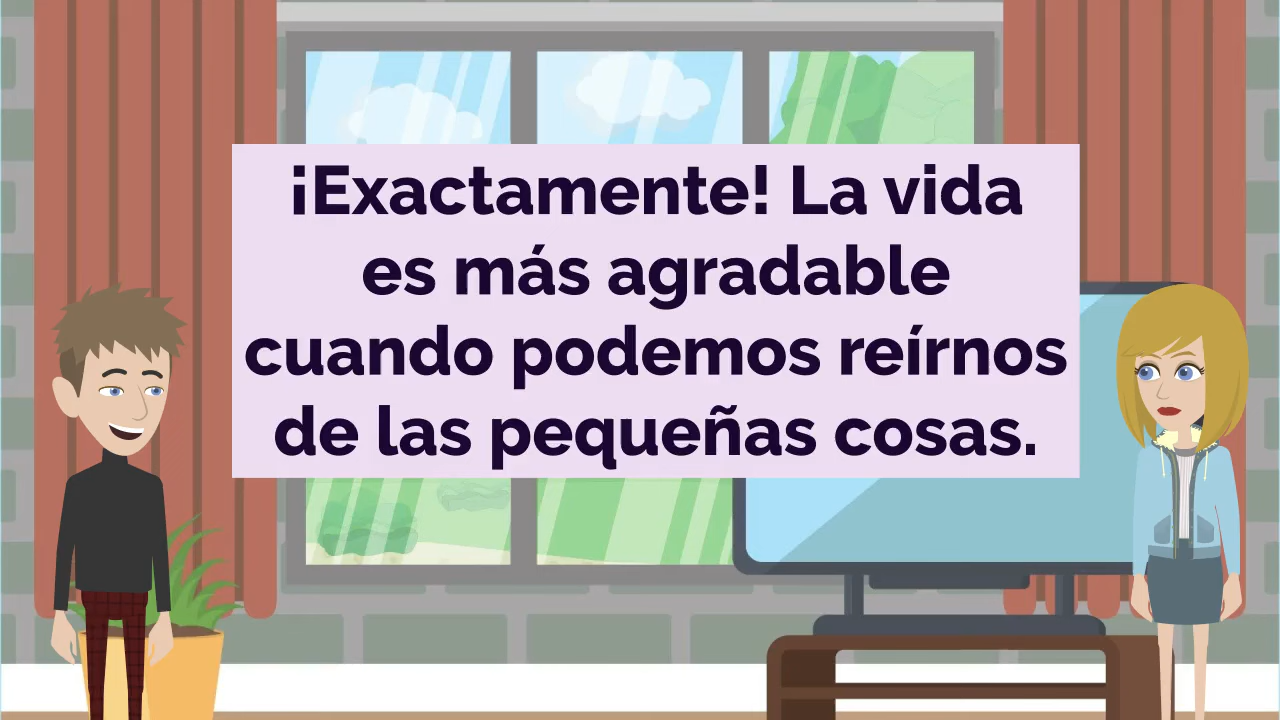 ¡Exactamente! La vida
es más agradable
cuando podemos reírnos
de las pequeñas cosas.